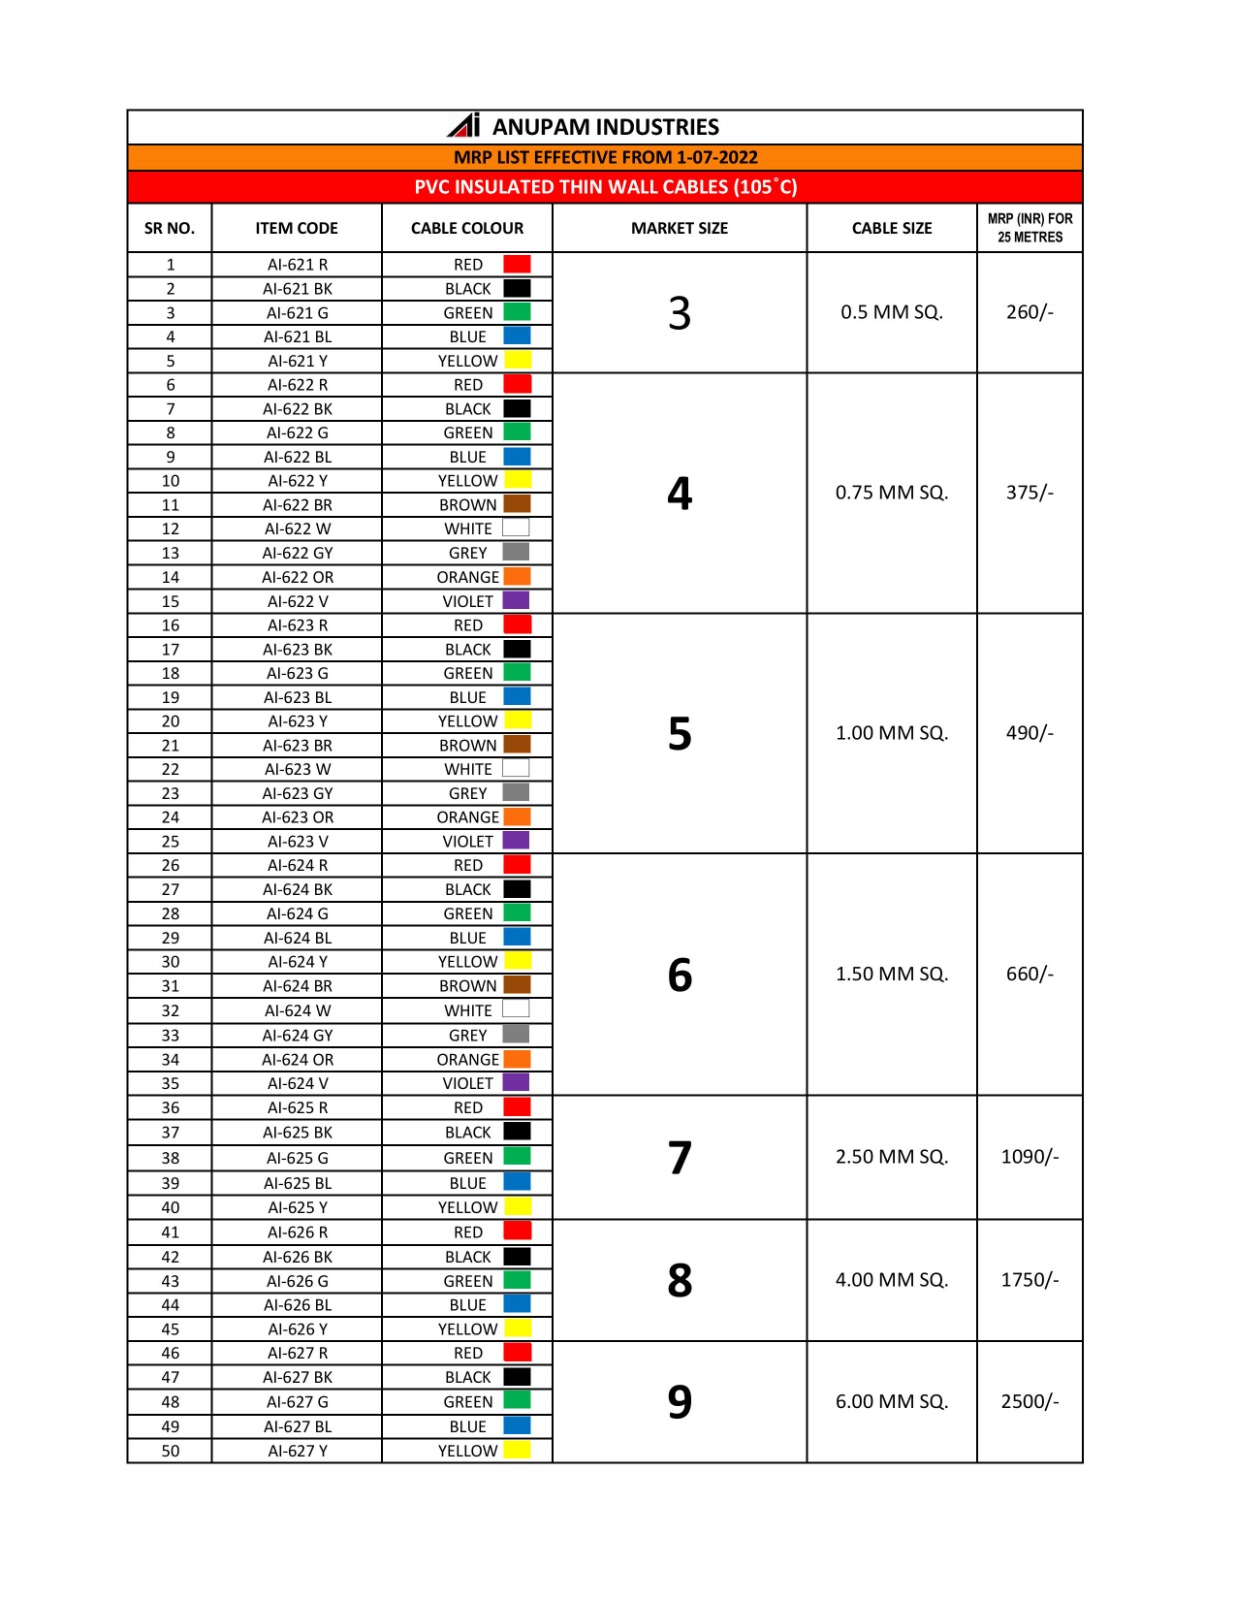 Ai ANUPAM INDUSTRIES
MRP LIST EFFECTIVE FROM 1-07-2022
PVC INSULATED THIN WALL CABLES (105˚C)
SR NO. ITEM CODE CABLE COLOUR MARKET SIZE CABLE SIZE MRP (INR) FOR 25 METRES
1 AI-621 R RED
2 AI-621 BK BLACK
3 AI-621 G GREEN 3 0.5 MM SQ. 260/-
4 AI-621 BL BLUE
5 AI-621 Y YELLOW
6 AI-622 R RED
7 AI-622 BK BLACK
8 AI-622 G GREEN
9 AI-622 BL BLUE
10 AI-622 Y YELLOW 4 0.75 MM SQ. 375/-
11 AI-622 BR BROWN
12 AI-622 W WHITE
13 AI-622 GY GREY
14 AI-622 OR ORANGE
15 AI-622 V VIOLET
16 AI-623 R RED
17 AI-623 BK BLACK
18 AI-623 G GREEN
19 AI-623 BL BLUE
20 AI-623 Y YELLOW 5 1.00 MM SQ. 490/-
21 AI-623 BR BROWN
22 AI-623 W WHITE
23 AI-623 GY GREY
24 AI-623 OR ORANGE
25 AI-623 V VIOLET
26 AI-624 R RED
27 AI-624 BK BLACK
28 AI-624 G GREEN
29 AI-624 BL BLUE
30 AI-624 Y YELLOW 6 1.50 MM SQ. 660/-
31 AI-624 BR BROWN
32 AI-624 W WHITE
33 AI-624 GY GREY
34 AI-624 OR ORANGE
35 AI-624 V VIOLET
36 AI-625 R RED
37 AI-625 BK BLACK
38 AI-625 G GREEN 7 2.50 MM SQ. 1090/-
39 AI-625 BL BLUE
40 AI-625 Y YELLOW
41 AI-626 R RED
42 AI-626 BK BLACK
43 AI-626 G GREEN 8 4.00 MM SQ. 1750/-
44 AI-626 BL BLUE
45 AI-626 Y YELLOW
46 AI-627 R RED
47 AI-627 BK BLACK
48 AI-627 G GREEN 9 6.00 MM SQ. 2500/-
49 AI-627 BL BLUE
50 AI-627 Y YELLOW